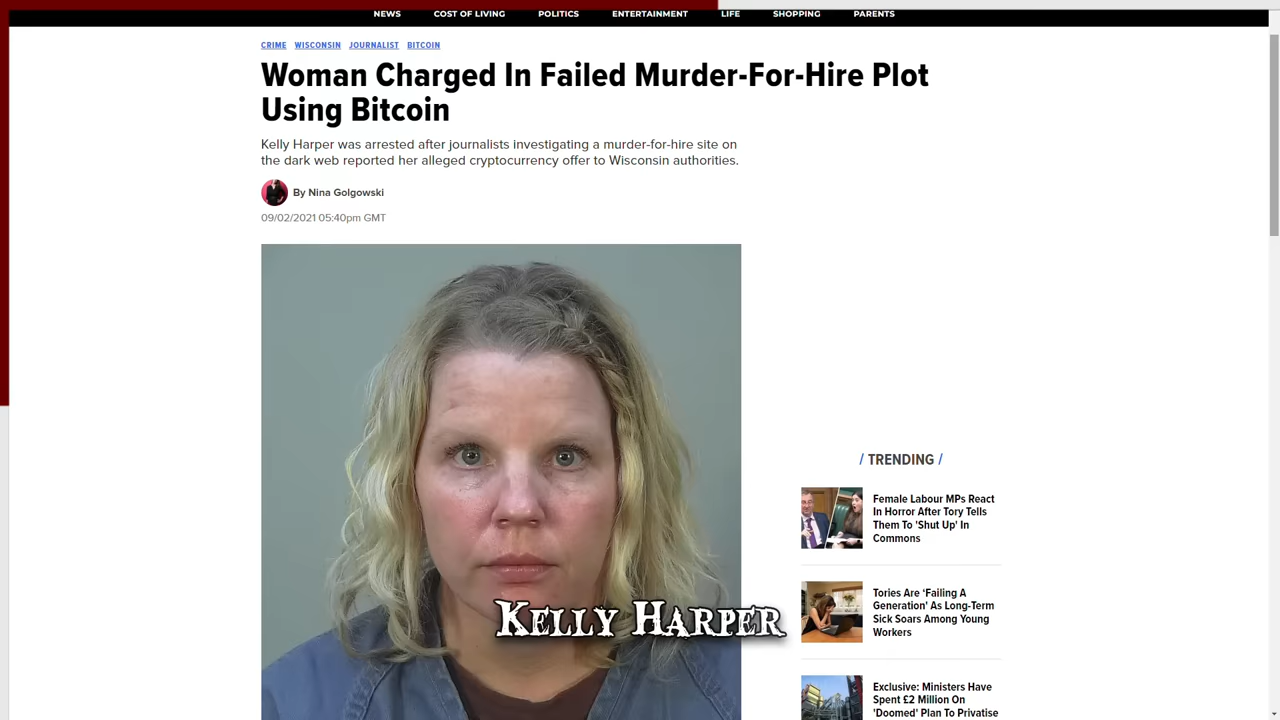 NEWS COST OF LIVING POLITICS ENTERTAINMENT LIFE SHOPPING PARENTS
CRIME WISCONSIN JOURNALIST BITCOIN
Woman Charged In Failed Murder-For-Hire Plot
Using Bitcoin
Kelly Harper was arrested after journalists investigating a murder-for-hire site on
the dark web reported her alleged cryptocurrency offer to Wisconsin authorities.
By Nina Golgowski
09/02/2021 05:40pm GMT
KELLY HARPER
/ TRENDING /
Female Labour MPs React
In Horror After Tory Tells
Them To 'Shut Up' In
Commons
Tories Are ‘Failing A
Generation’ As Long-Term
Sick Soars Among Young
Workers
Exclusive: Ministers Have
Spent £2 Million On
'Doomed' Plan To Privatise